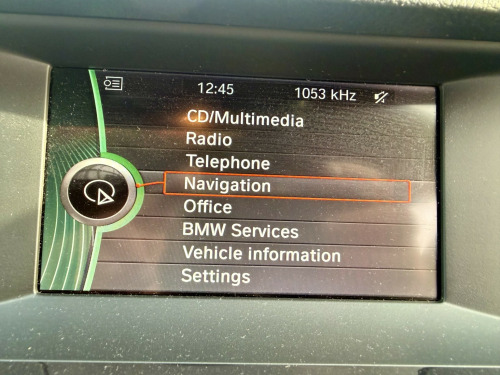 12:45 1053 kHz
CD/Multimedia
Radio
Telephone
Navigation
Office
BMW Services
Vehicle information
Settings